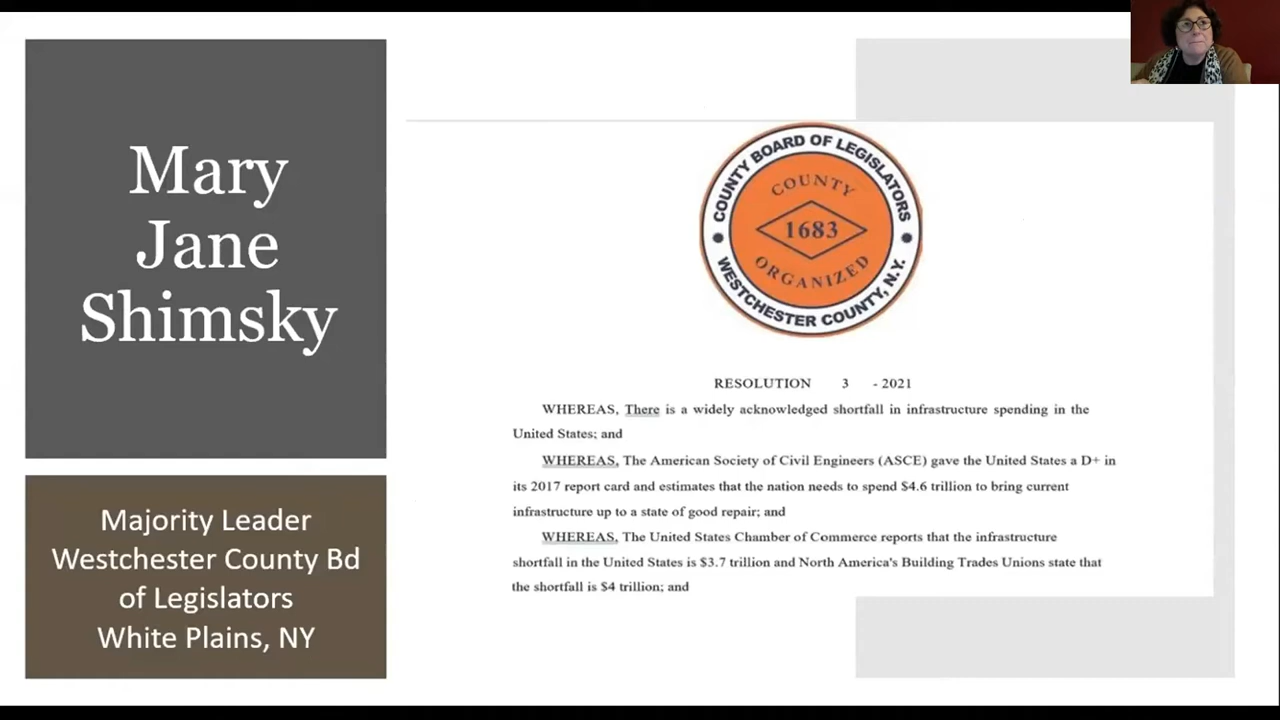 Mary
Jane
Shimsky
Majority Leader
Westchester County Bd
of Legislators
White Plains, NY
COUNTY BOARD OF LEGISLATORS
COUNTY
1683
ORGANIZED
WESTCHESTER COUNTY, N.Y.
RESOLUTION 3 - 2021
WHEREAS, There is a widely acknowledged shortfall in infrastructure spending in the
United States; and
WHEREAS, The American Society of Civil Engineers (ASCE) gave the United States a D+ in
its 2017 report card and estimates that the nation needs to spend $4.6 trillion to bring current
infrastructure up to a state of good repair; and
WHEREAS, The United States Chamber of Commerce reports that the infrastructure
shortfall in the United States is $3.7 trillion and North America's Building Trades Unions state that
the shortfall is $4 trillion; and